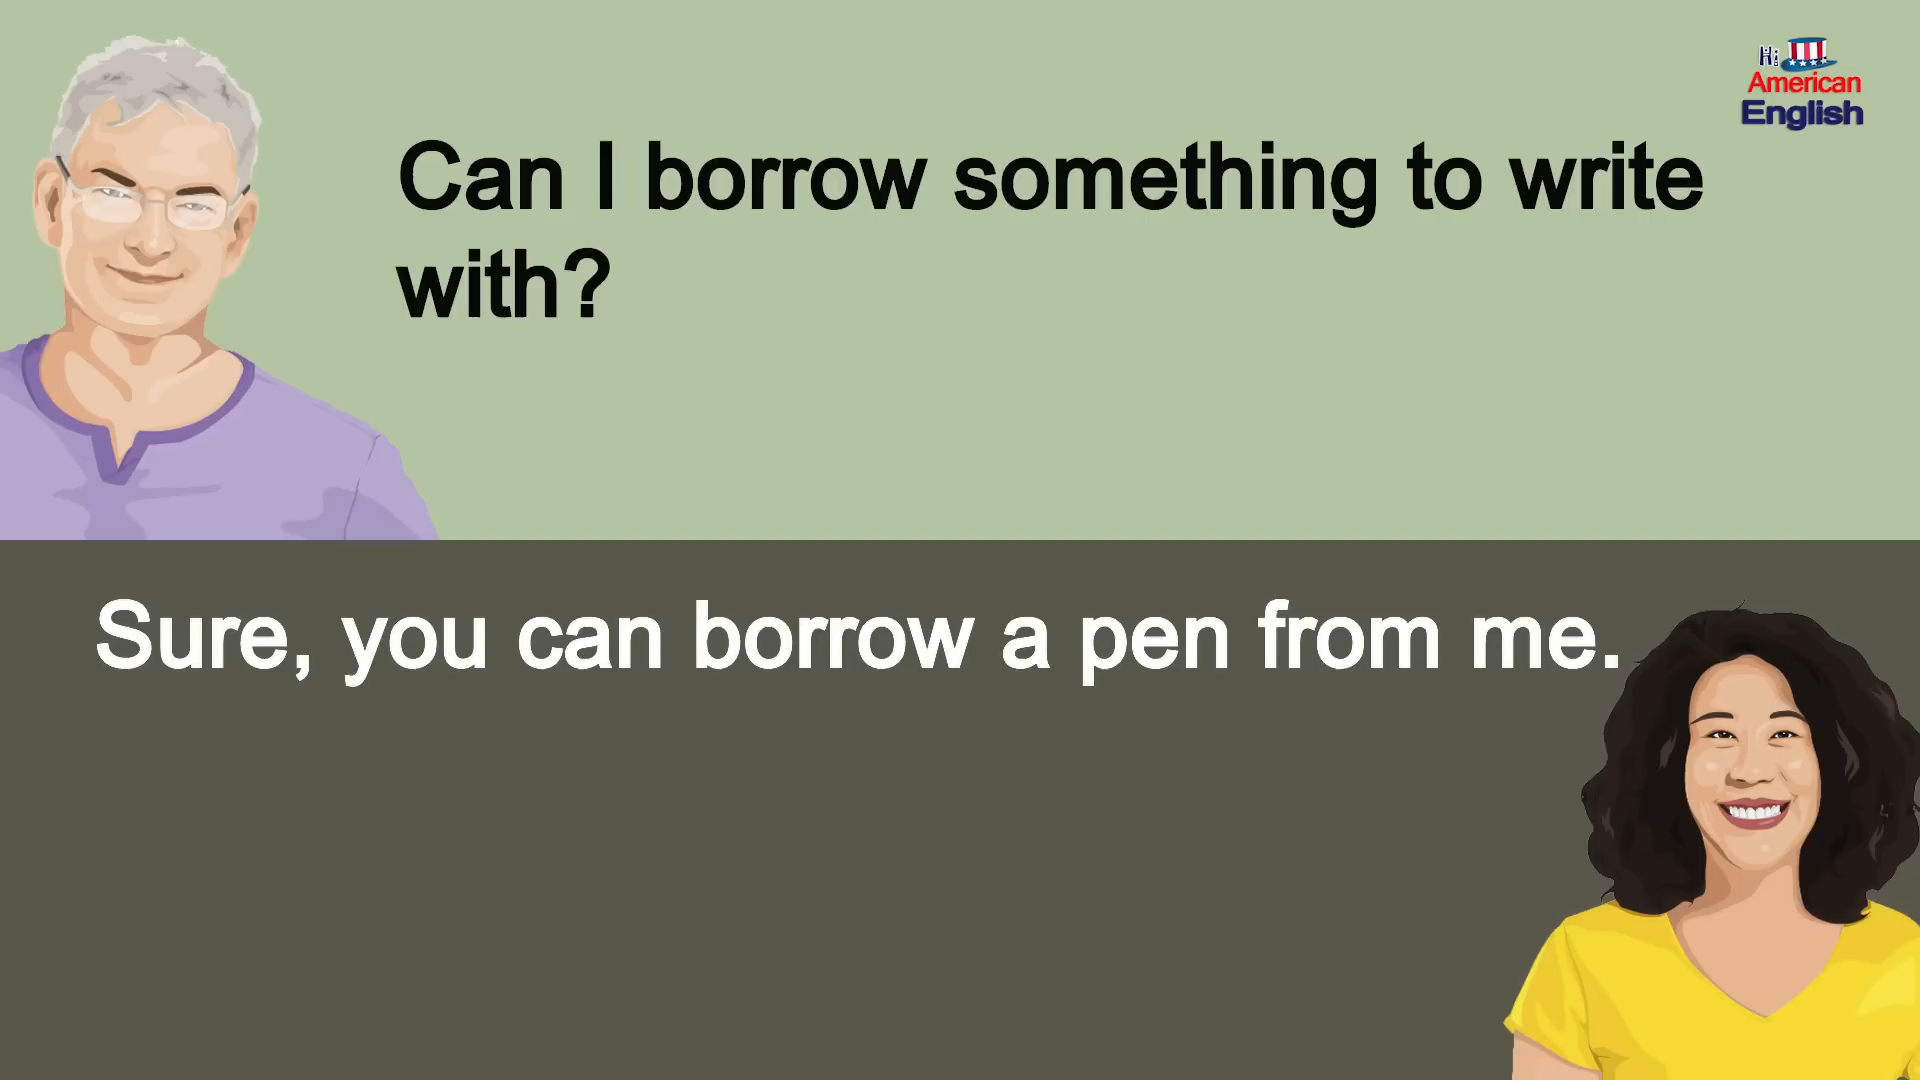 Hi
American
English
Can I borrow something to write
with?
Sure, you can borrow a pen from me.